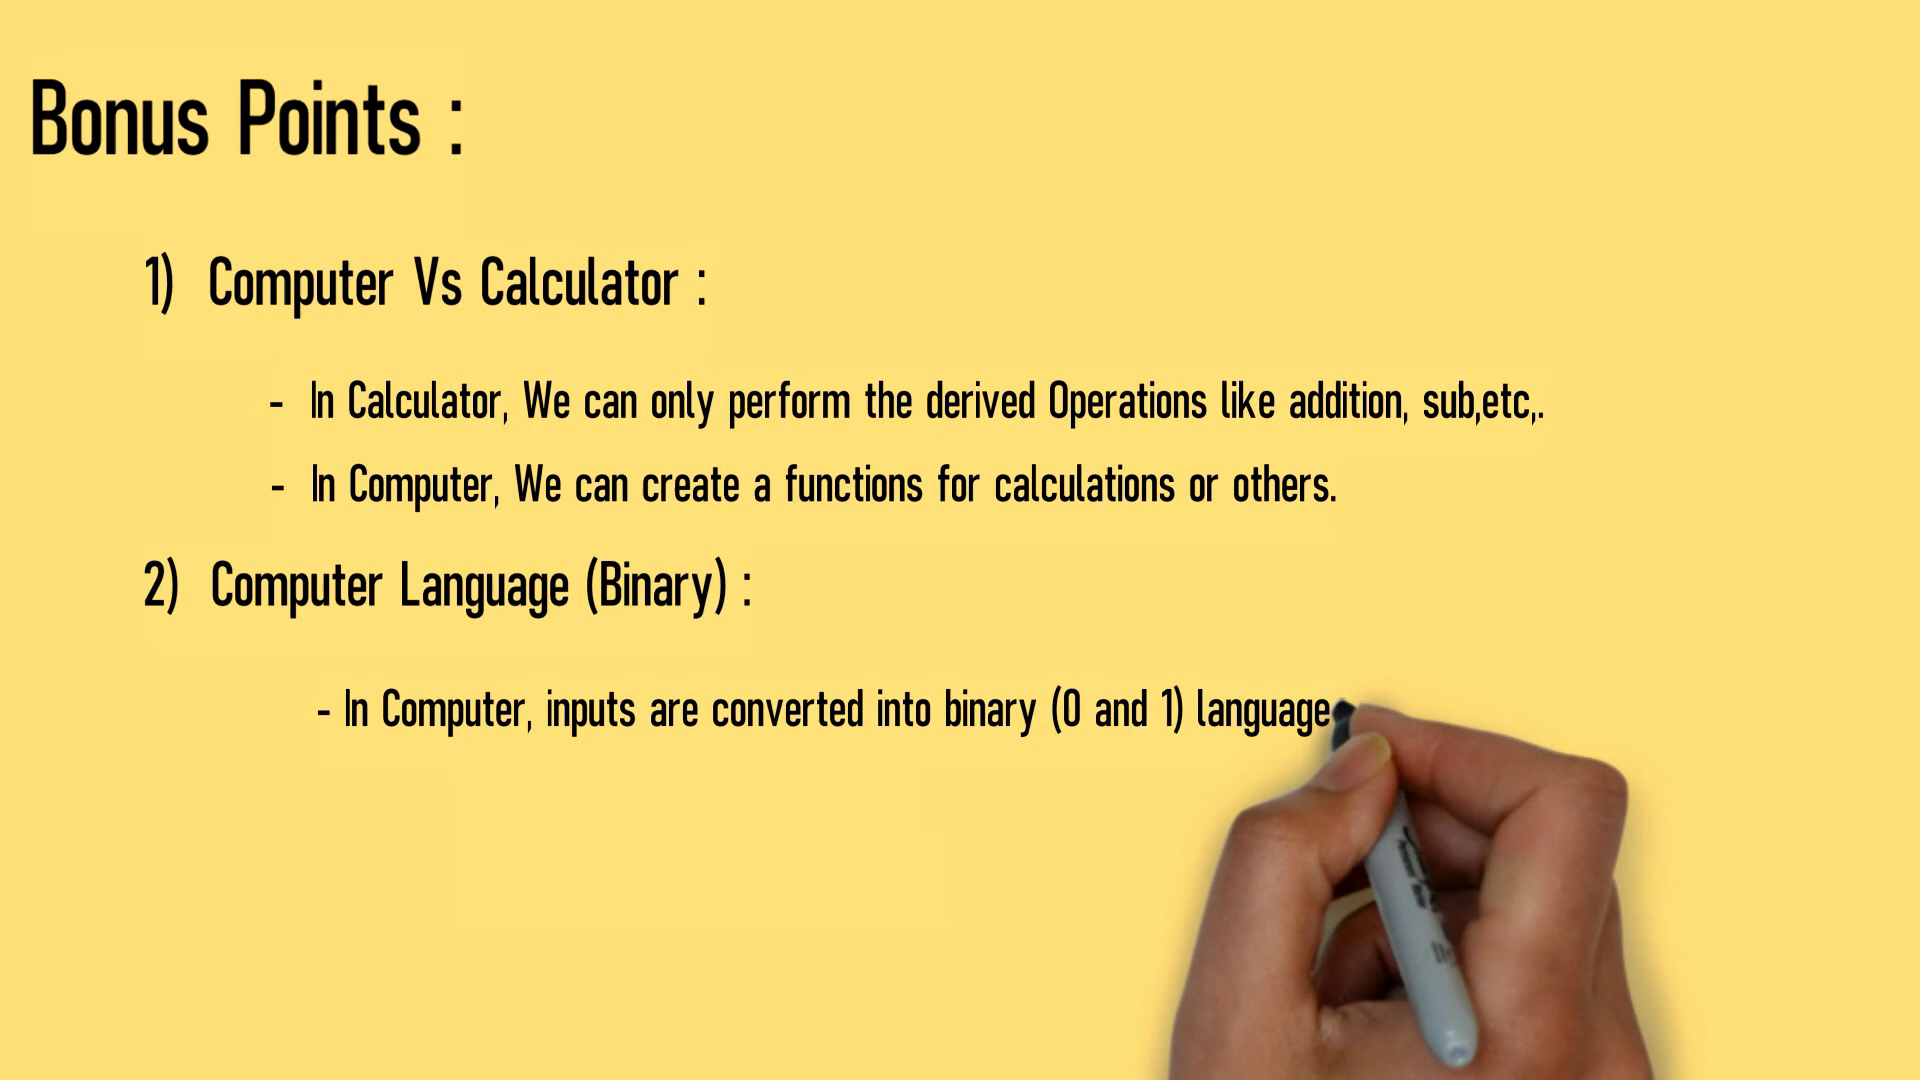 Bonus Points :
1) Computer Vs Calculator :
- In Calculator, We can only perform the derived Operations like addition, sub,etc,.
- In Computer, We can create a functions for calculations or others.
2) Computer Language (Binary) :
- In Computer, inputs are converted into binary (0 and 1) language